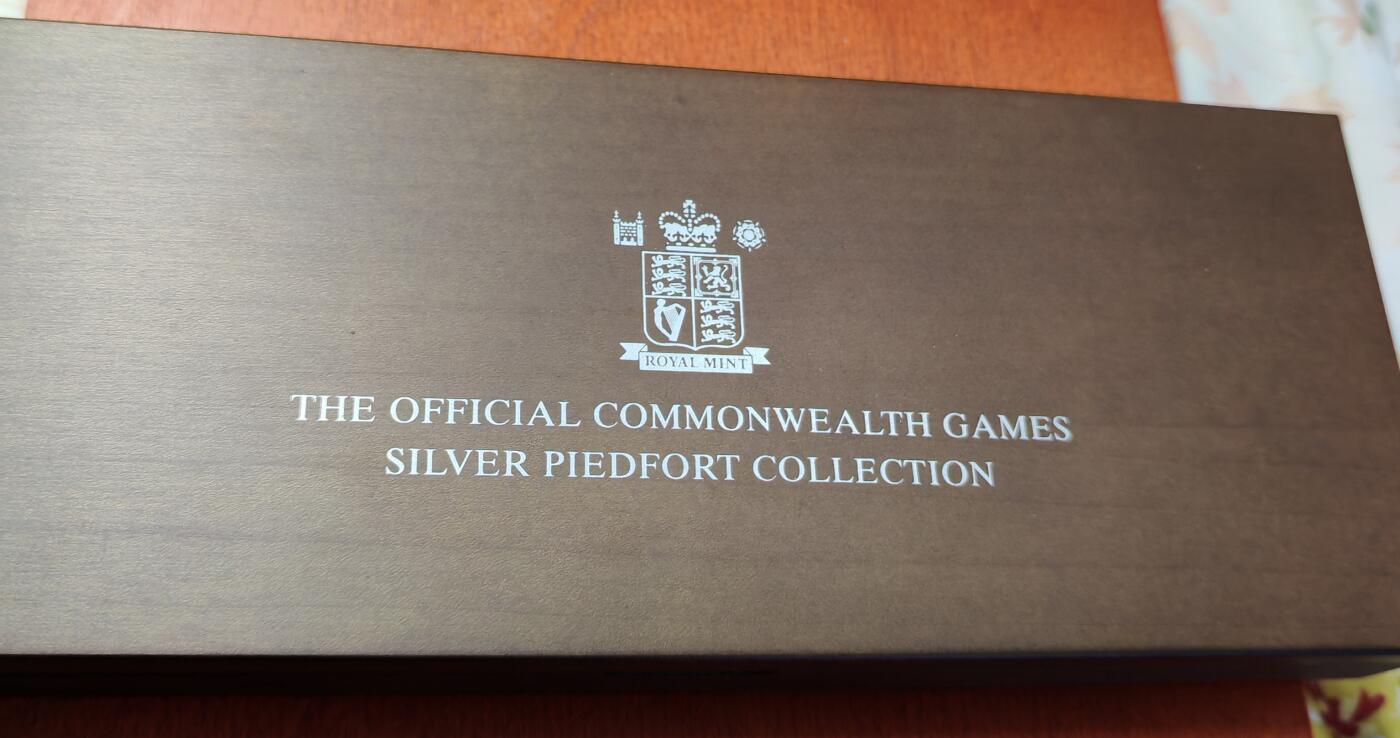 ROYAL MINT
THE OFFICIAL COMMONWEALTH GAMES
SILVER PIEDFORT COLLECTION